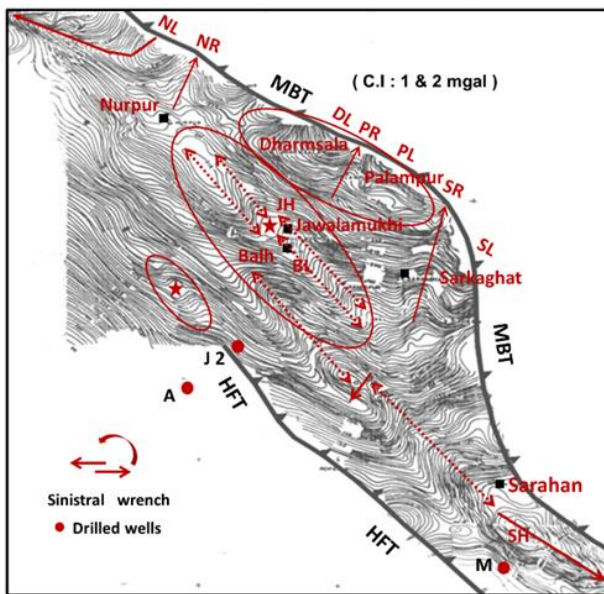 NL
NR
MBT
( C.I : 1 & 2 mgal )
Nurpur
DL
PR
PL
Dharmsala
Palampur
SR
JH
Jawalamukhi
Balh
BL
Sarkaghat
SL
MBT
J 2
A
HFT
Sinistral wrench
Drilled wells
Sarahan
HFT
SH
M